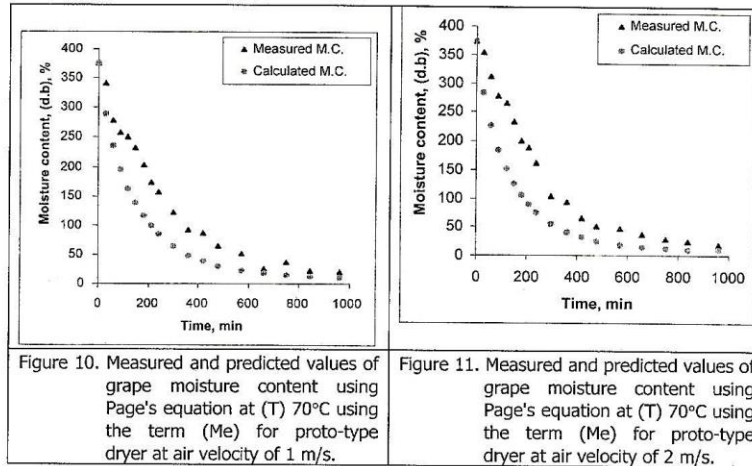 400
350
300
250
200
150
100
50
0
Moisture content, (d.b), %
▲ Measured M.C.
Calculated M.C.
0 200 400 600 800 1000
Time, min
Figure 10. Measured and predicted values of
grape moisture content using
Page's equation at (T) 70°C using
the term (Me) for proto-type
dryer at air velocity of 1 m/s.
400
350
300
250
200
150
100
50
0
Moisture content, (d.b), %
▲ Measured M.C.
Calculated M.C.
0 200 400 600 800 1000
Time, min
Figure 11. Measured and predicted values of
grape moisture content using
Page's equation at (T) 70°C using
the term (Me) for proto-type
dryer at air velocity of 2 m/s.